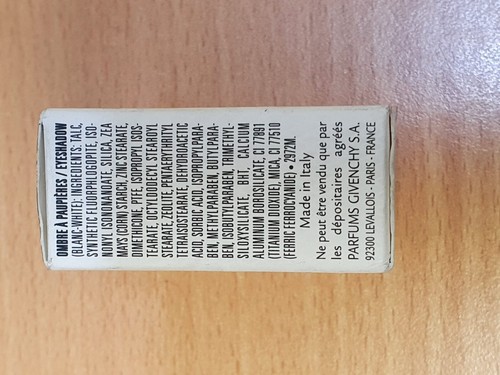 OMBRE À PAUPIÈRES / EYESHADOW
(BLANC-WHITE): INGREDIENTS: TALC,
SYNTHETIC FLUORPHLOGOPITE, ISO-
NONYL ISONONANOATE, SILICA, ZEA
MAYS (CORN) STARCH, ZINC STEARATE,
DIMETHICONE, PTFE, ISOPROPYL ISOS-
TEARATE, OCTYLDODECYL STEAROYL
STEARATE, ZEOLITE, PENTAERYTHRITYL
TETRAISOSTEARATE, DEHYDROACETIC
ACID, SORBIC ACID, ISOPROPYLPARA-
BEN, METHYLPARABEN, BUTYLPARA-
BEN, ISOBUTYLPARABEN, TRIMETHYL-
SILOXYSILICATE, BHT, CALCIUM
ALUMINUM BOROSILICATE, CI 77891
(TITANIUM DIOXIDE), MICA, CI 77510
(FERRIC FERROCYANIDE) • 297ZM.
Made in Italy
Ne peut être vendu que par
les dépositaires agréés
PARFUMS GIVENCHY S.A.
92300 LEVALLOIS - PARIS - FRANCE